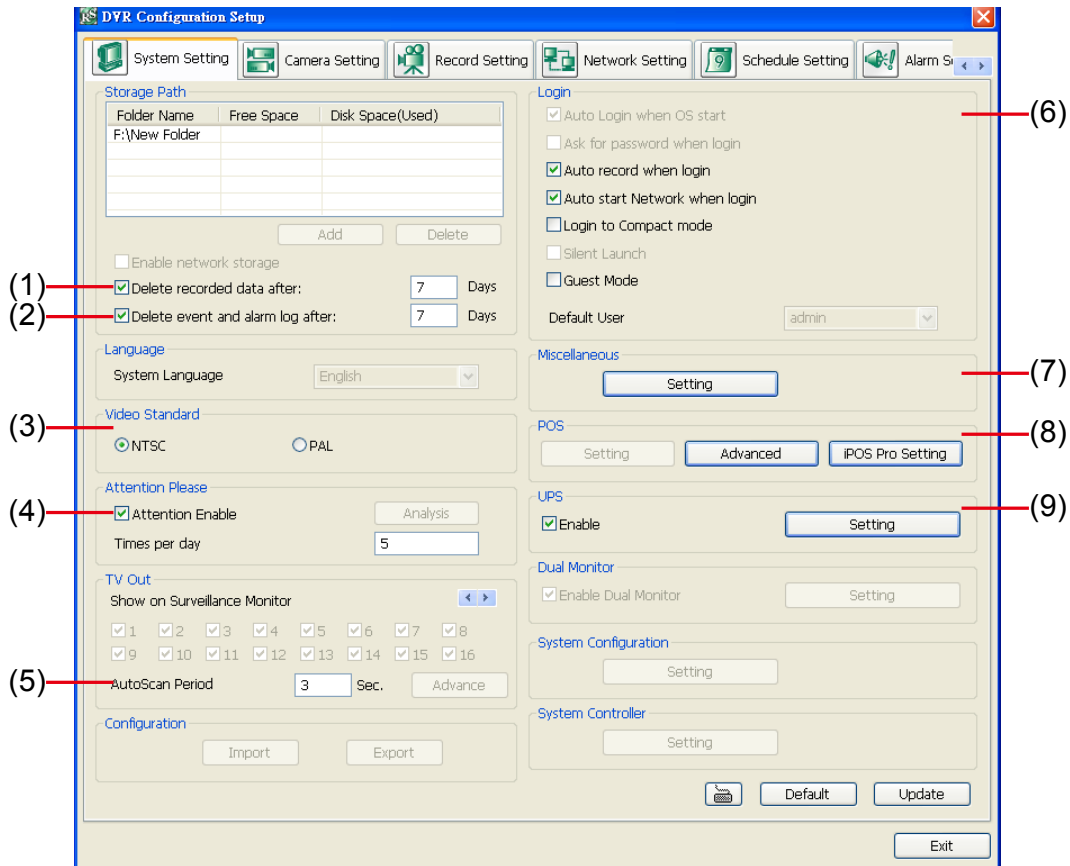 DVR Configuration Setup
System Setting
Camera Setting
Record Setting
Network Setting
Schedule Setting
Alarm
Storage Path
Folder Name Free Space Disk Space(Used)
F:\New Folder
Add Delete
Enable network storage
(1) Delete recorded data after: 7 Days
(2) Delete event and alarm log after: 7 Days
Language
System Language English
Video Standard
(3)
NTSC PAL
Attention Please
(4) Attention Enable Analysis
Times per day 5
TV Out
Show on Surveillance Monitor
1 2 3 4 5 6 7 8
9 10 11 12 13 14 15 16
(5) AutoScan Period 3 Sec. Advance
Configuration
Import Export
Login
Auto Login when OS start (6)
Ask for password when login
Auto record when login
Auto start Network when login
Login to Compact mode
Silent Launch
Guest Mode
Default User admin
Miscellaneous
Setting (7)
POS
(8)
Setting Advanced iPOS Pro Setting
UPS
(9)
Enable Setting
Dual Monitor
Enable Dual Monitor Setting
System Configuration
Setting
System Controller
Setting
Default Update
Exit